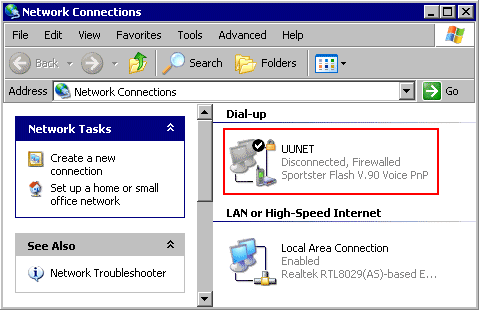 Network Connections
File Edit View Favorites Tools Advanced Help
Back Search Folders
Address Network Connections Go
Network Tasks
Create a new
connection
Set up a home or small
office network
See Also
Network Troubleshooter
Dial-up
UUNET
Disconnected, Firewalled
Sportster Flash V.90 Voice PnP
LAN or High-Speed Internet
Local Area Connection
Enabled
Realtek RTL8029(AS)-based E...